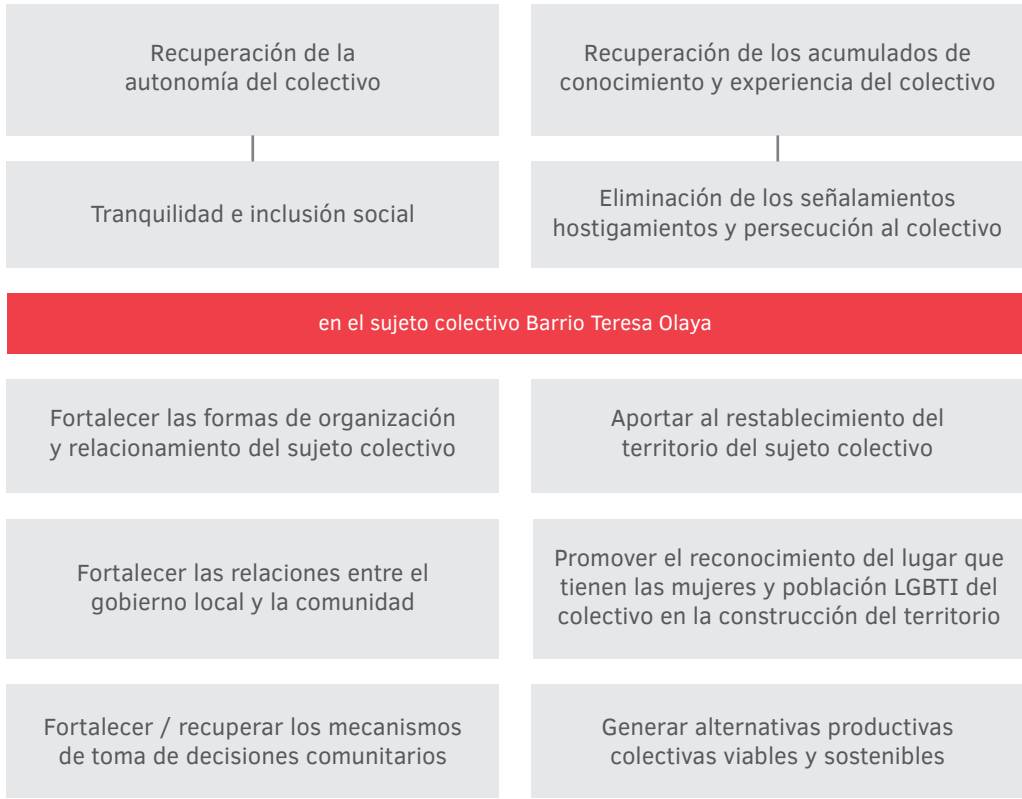 Recuperación de la
autonomía del colectivo
Recuperación de los acumulados de
conocimiento y experiencia del colectivo
Tranquilidad e inclusión social
Eliminación de los señalamientos
hostigamientos y persecución al colectivo
en el sujeto colectivo Barrio Teresa Olaya
Fortalecer las formas de organización
y relacionamiento del sujeto colectivo
Aportar al restablecimiento del
territorio del sujeto colectivo
Fortalecer las relaciones entre el
gobierno local y la comunidad
Promover el reconocimiento del lugar que
tienen las mujeres y población LGBTI del
colectivo en la construcción del territorio
Fortalecer / recuperar los mecanismos
de toma de decisiones comunitarios
Generar alternativas productivas
colectivas viables y sostenibles